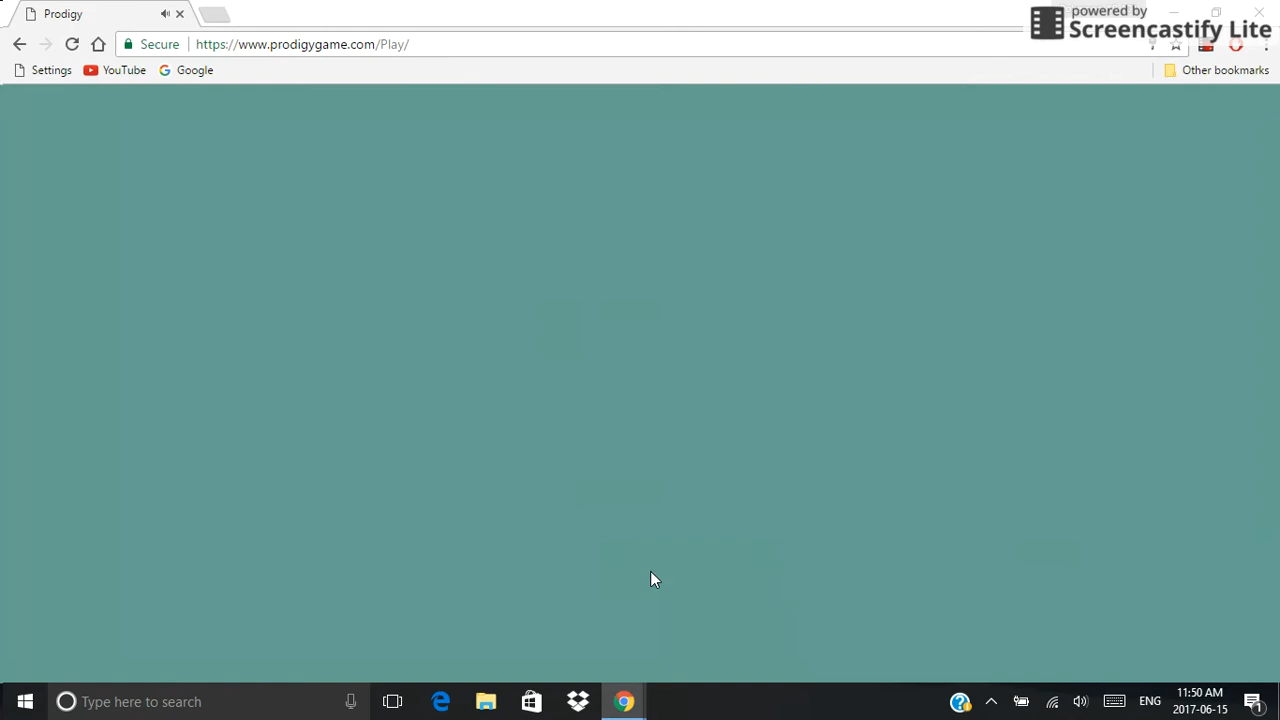 Prodigy
powered by
Screencastify Lite
Secure
https://www.prodigygame.com/Play/
Settings
YouTube
Google
Other bookmarks
Type here to search
ENG
11:50 AM
2017-06-15
1